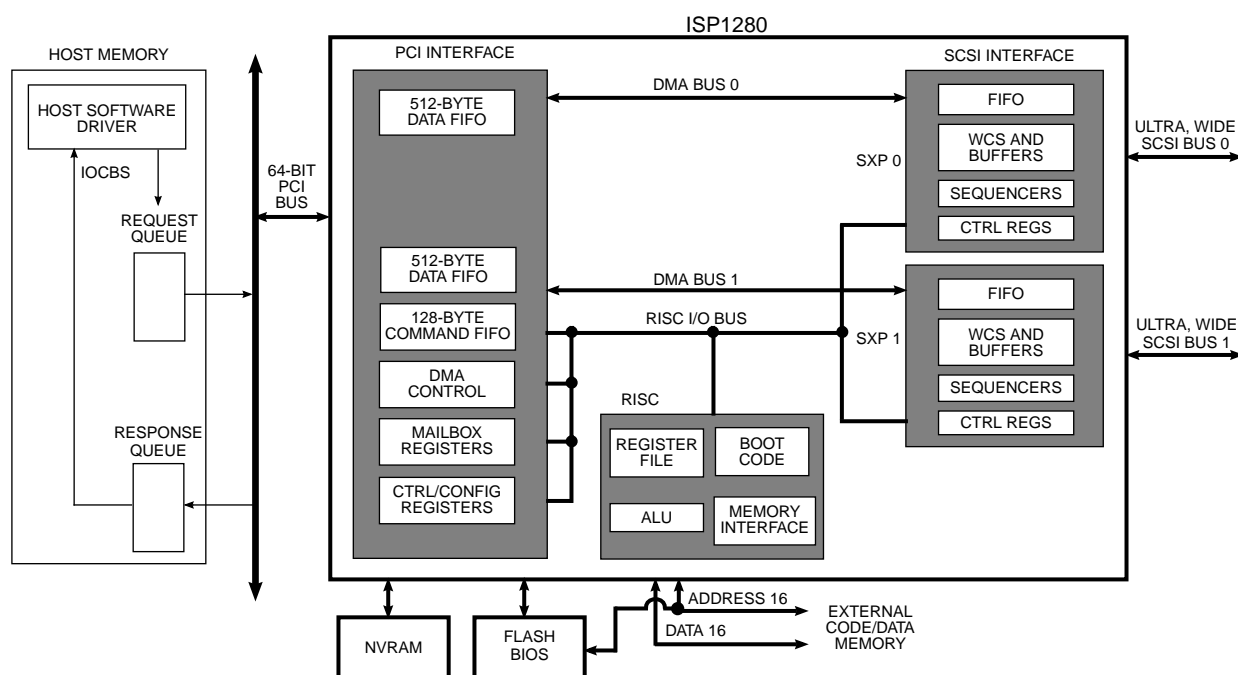 ISP1280
HOST MEMORY
HOST SOFTWARE
DRIVER
IOCBS
REQUEST
QUEUE
RESPONSE
QUEUE
64-BIT
PCI
BUS
PCI INTERFACE
512-BYTE
DATA FIFO
512-BYTE
DATA FIFO
128-BYTE
COMMAND FIFO
DMA
CONTROL
MAILBOX
REGISTERS
CTRL/CONFIG
REGISTERS
DMA BUS 0
DMA BUS 1
RISC I/O BUS
RISC
REGISTER
FILE
BOOT
CODE
ALU
MEMORY
INTERFACE
SCSI INTERFACE
SXP 0
FIFO
WCS AND
BUFFERS
SEQUENCERS
CTRL REGS
SXP 1
FIFO
WCS AND
BUFFERS
SEQUENCERS
CTRL REGS
ULTRA, WIDE
SCSI BUS 0
ULTRA, WIDE
SCSI BUS 1
NVRAM
FLASH
BIOS
ADDRESS 16
DATA 16
EXTERNAL
CODE/DATA
MEMORY